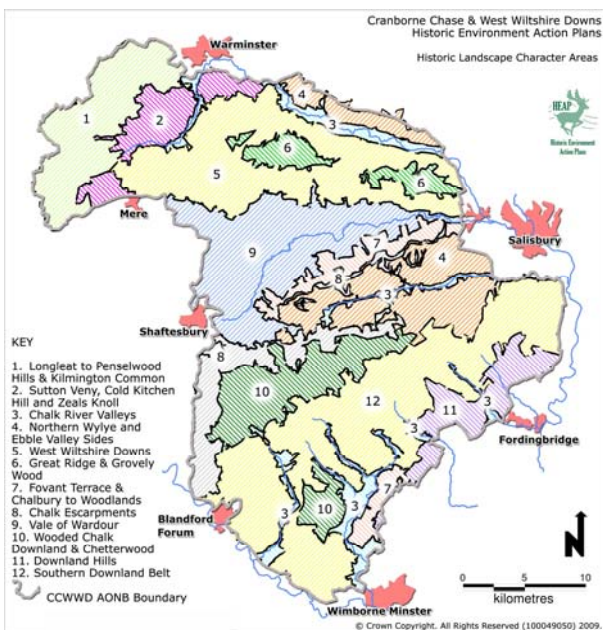 Cranborne Chase & West Wiltshire Downs
Historic Environment Action Plans
Historic Landscape Character Areas
HEAP
Historic Environment
Action Plans
Warminster
4
1
2
3
6
5
6
Mere
7
Salisbury
9
4
8
3
Shaftesbury
8
10
12
11
3
3
Fordingbridge
7
3
10
3
Blandford
Forum
Wimborne Minster
KEY
1. Longleat to Penselwood
Hills & Kilmington Common
2. Sutton Veny, Cold Kitchen
Hill and Zeals Knoll
3. Chalk River Valleys
4. Northern Wylye and
Ebble Valley Sides
5. West Wiltshire Downs
6. Great Ridge & Grovely
Wood
7. Fovant Terrace &
Chalbury to Woodlands
8. Chalk Escarpments
9. Vale of Wardour
10. Wooded Chalk
Downland & Chetterwood
11. Downland Hills
12. Southern Downland Belt
CCWWD AONB Boundary
N
0 5 10
kilometres
© Crown Copyright. All Rights Reserved (100049050) 2009.